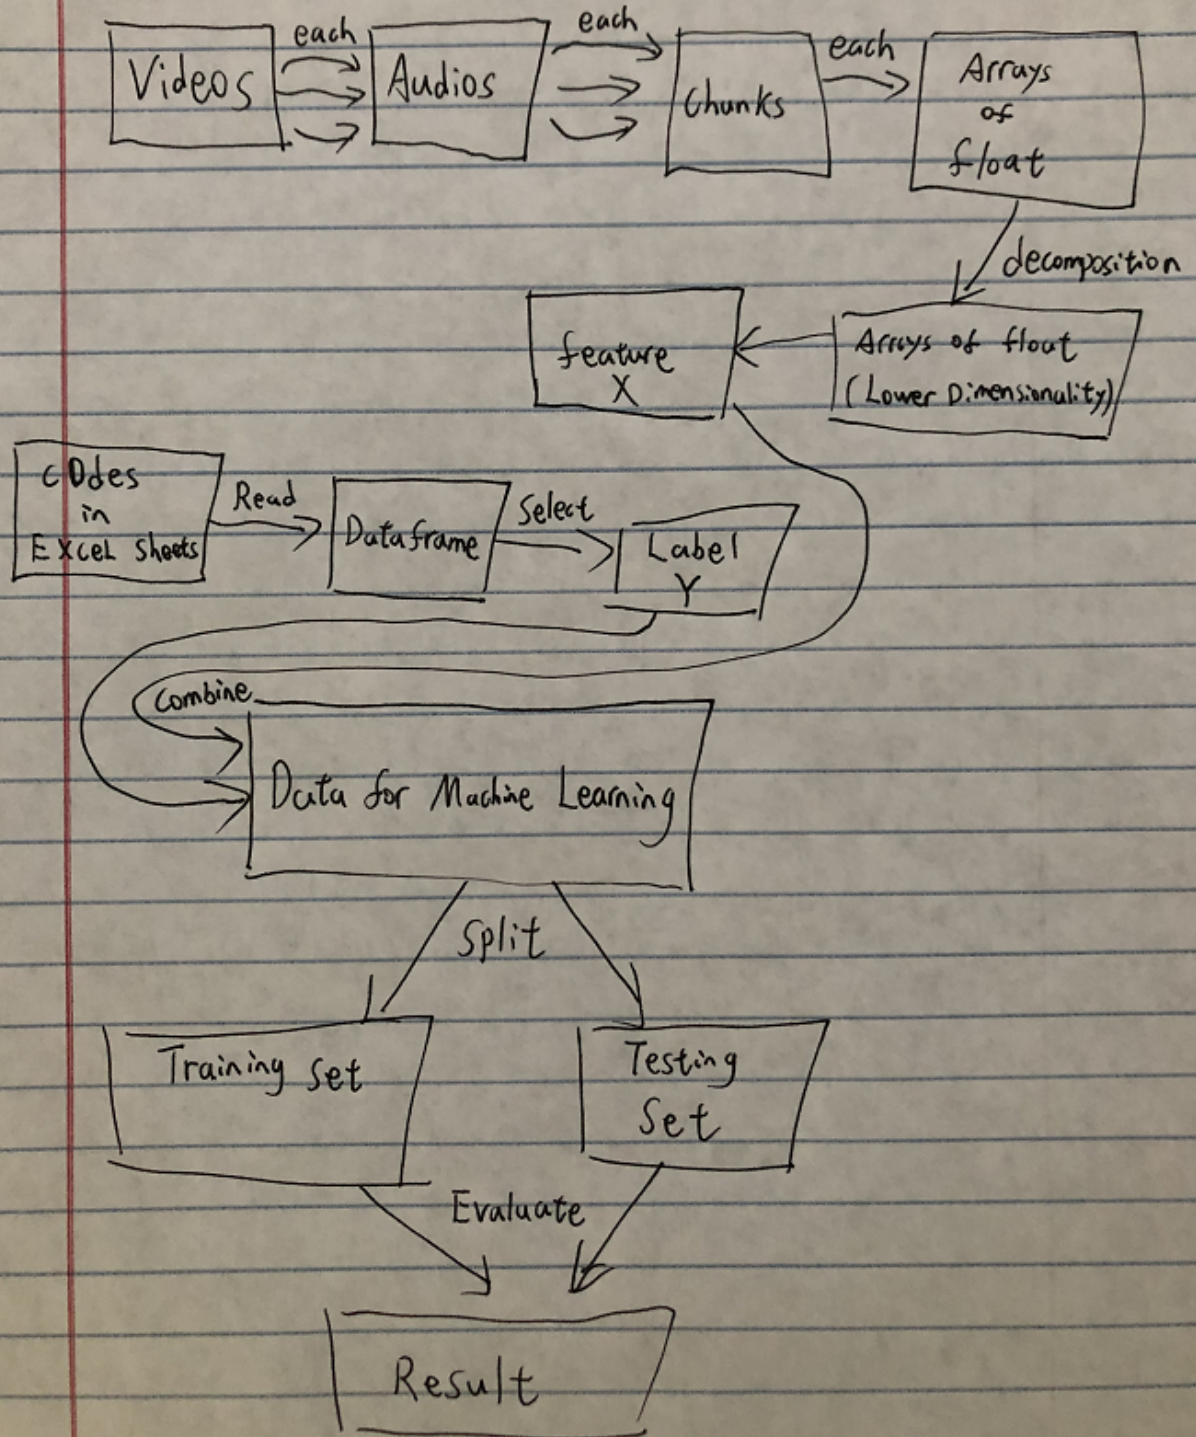 each
each
each
Videos
Audios
Chunks
Arrays
of
float
decomposition
feature
X
Arrays of float
(Lower Dimensionality)
cOdes
in
EXceL Sheets
Read
Dataframe
Select
Label
Y
Combine
Data for Machine Learning
Split
Training Set
Testing
Set
Evaluate
Result